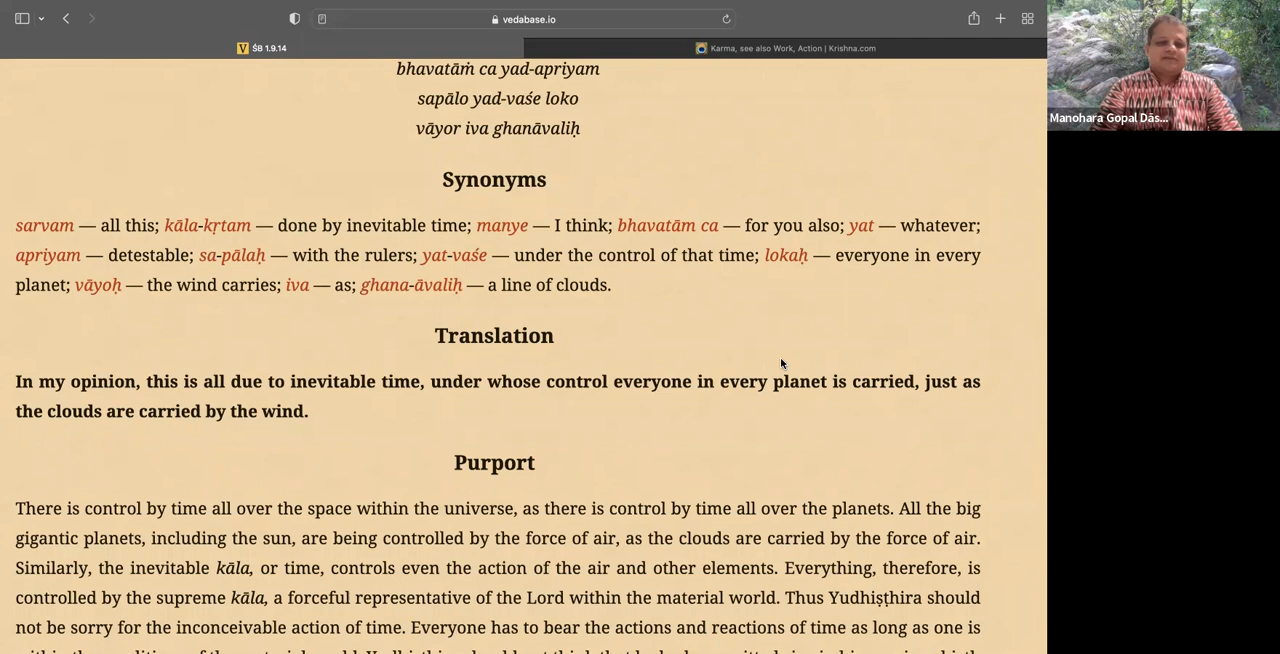 vedabase.io
V ŚB 1.9.14
Karma, see also Work, Action | Krishna.com
Manohara Gopal Dās...
bhavatāṁ ca yad-apriyam
sapālo yad-vaśe loko
vāyor iva ghanāvaliḥ
Synonyms
sarvam — all this; kāla-kṛtam — done by inevitable time; manye — I think; bhavatām ca — for you also; yat — whatever;
apriyam — detestable; sa-pālaḥ — with the rulers; yat-vaśe — under the control of that time; lokaḥ — everyone in every
planet; vāyoḥ — the wind carries; iva — as; ghana-āvaliḥ — a line of clouds.
Translation
In my opinion, this is all due to inevitable time, under whose control everyone in every planet is carried, just as
the clouds are carried by the wind.
Purport
There is control by time all over the space within the universe, as there is control by time all over the planets. All the big
gigantic planets, including the sun, are being controlled by the force of air, as the clouds are carried by the force of air.
Similarly, the inevitable kāla, or time, controls even the action of the air and other elements. Everything, therefore, is
controlled by the supreme kāla, a forceful representative of the Lord within the material world. Thus Yudhiṣṭhira should
not be sorry for the inconceivable action of time. Everyone has to bear the actions and reactions of time as long as one is